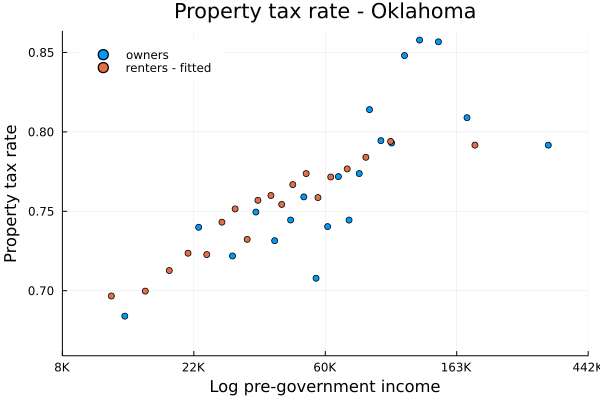 Property tax rate - Oklahoma
owners
renters - fitted
Property tax rate
0.85
0.80
0.75
0.70
8K 22K 60K 163K 442K
Log pre-government income